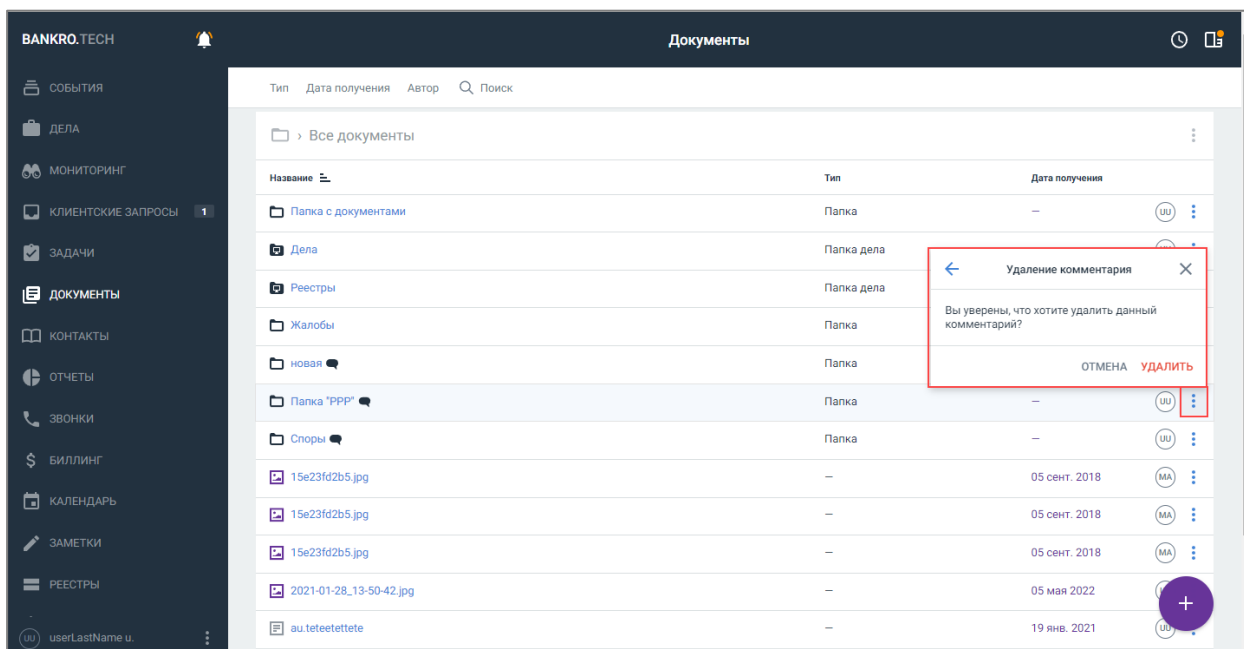 BANKRO.TECH
Документы
СОБЫТИЯ
ДЕЛА
МОНИТОРИНГ
КЛИЕНТСКИЕ ЗАПРОСЫ 1
ЗАДАЧИ
ДОКУМЕНТЫ
КОНТАКТЫ
ОТЧЕТЫ
ЗВОНКИ
$ БИЛЛИНГ
КАЛЕНДАРЬ
ЗАМЕТКИ
РЕЕСТРЫ
UU userLastName u.
Тип Дата получения Автор Поиск
› Все документы
Название Тип Дата получения
Папка с документами Папка – UU
Дела Папка дела
Реестры Папка дела
Жалобы Папка
новая Папка
Папка "PPP" Папка – UU
Споры Папка – UU
15e23fd2b5.jpg – 05 сент. 2018 MA
15e23fd2b5.jpg – 05 сент. 2018 MA
15e23fd2b5.jpg – 05 сент. 2018 MA
2021-01-28_13-50-42.jpg – 05 мая 2022
au.teteetettete – 19 янв. 2021 UU
Удаление комментария
Вы уверены, что хотите удалить данный
комментарий?
ОТМЕНА УДАЛИТЬ